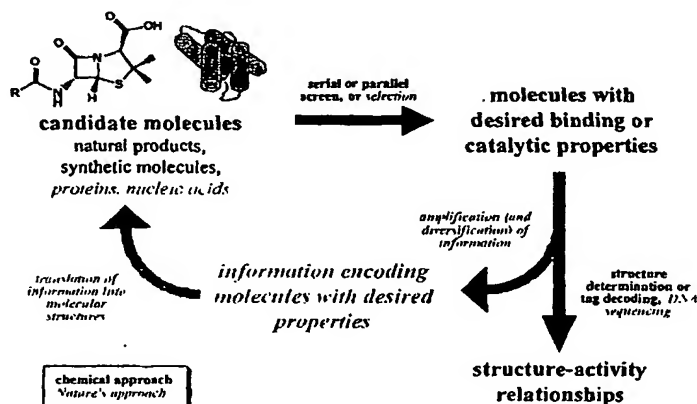 O
OH
O
N
O
R
N
H
H
S
candidate molecules
natural products,
synthetic molecules,
proteins, nucleic acids
serial or parallel
screen, or selection
molecules with
desired binding or
catalytic properties
amplification (and
diversification) of
information
translation of
information into
molecular
structures
information encoding
molecules with desired
properties
structure
determination or
tag decoding, DNA
sequencing
chemical approach
Nature's approach
structure-activity
relationships